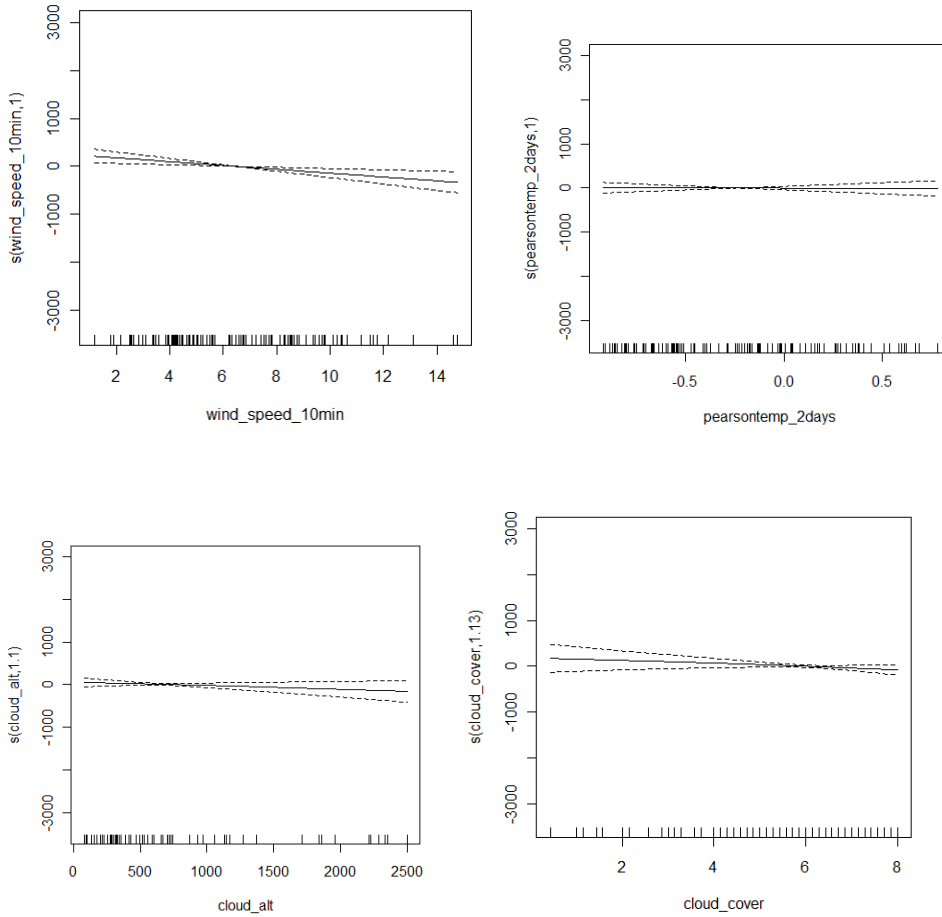 s(wind_speed_10min,1)
3000
1000
0
-1000
-3000
2 4 6 8 10 12 14
wind_speed_10min
s(pearsontemp_2days,1)
3000
1000
0
-1000
-3000
-0.5 0.0 0.5
pearsontemp_2days
s(cloud_alt,1.1)
3000
1000
0
-1000
-3000
0 500 1000 1500 2000 2500
cloud_alt
s(cloud_cover,1.13)
3000
1000
0
-1000
-3000
2 4 6 8
cloud_cover